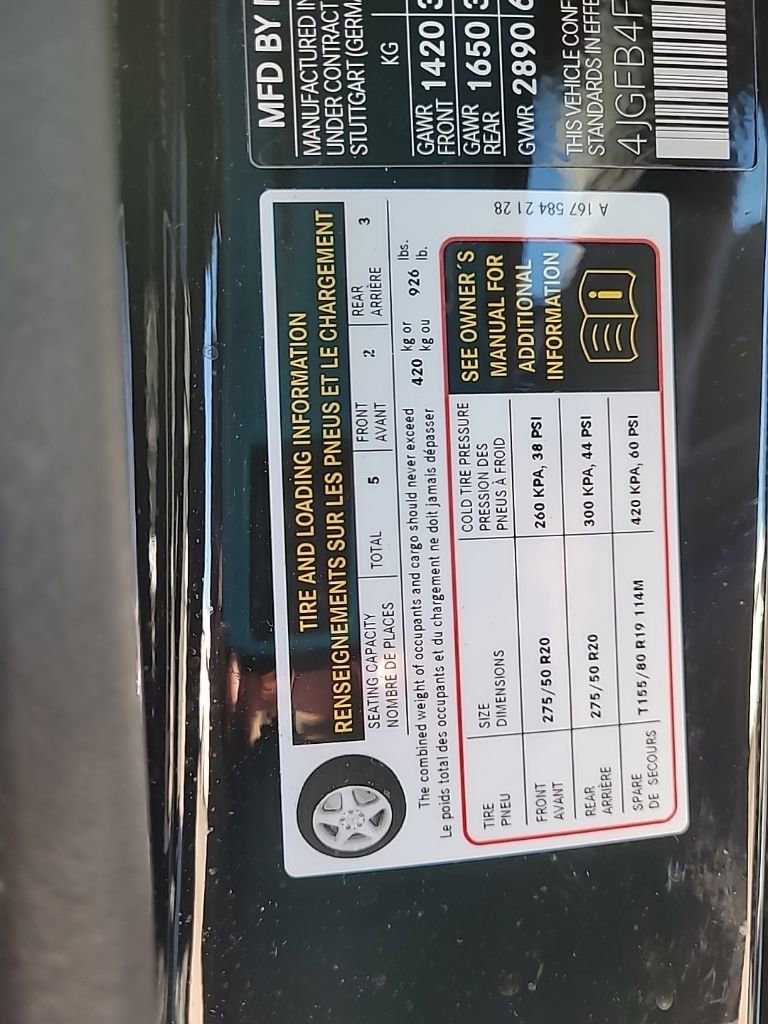 TIRE AND LOADING INFORMATION
RENSEIGNEMENTS SUR LES PNEUS ET LE CHARGEMENT
SEATING CAPACITY TOTAL 5 FRONT 2 REAR 3
NOMBRE DE PLACES AVANT ARRIÈRE
The combined weight of occupants and cargo should never exceed 420 kg or 926 lbs.
Le poids total des occupants et du chargement ne doit jamais dépasser kg ou lb.
TIRE SIZE COLD TIRE PRESSURE
PNEU DIMENSIONS PRESSION DES
PNEUS À FROID
FRONT 275/50 R20 260 KPA, 38 PSI
AVANT
REAR 275/50 R20 300 KPA, 44 PSI
ARRIÈRE
SPARE T155/80 R19 114M 420 KPA, 60 PSI
DE SECOURS
SEE OWNER'S
MANUAL FOR
ADDITIONAL
INFORMATION
i
A 167 584 21 28
MFD BY
MANUFACTURED IN
UNDER CONTRACT
STUTTGART (GERM
KG
GAWR
FRONT 1420
GAWR
REAR 1650
GVWR 2890
THIS VEHICLE CONF
STANDARDS IN EFFE
4JGFB4F